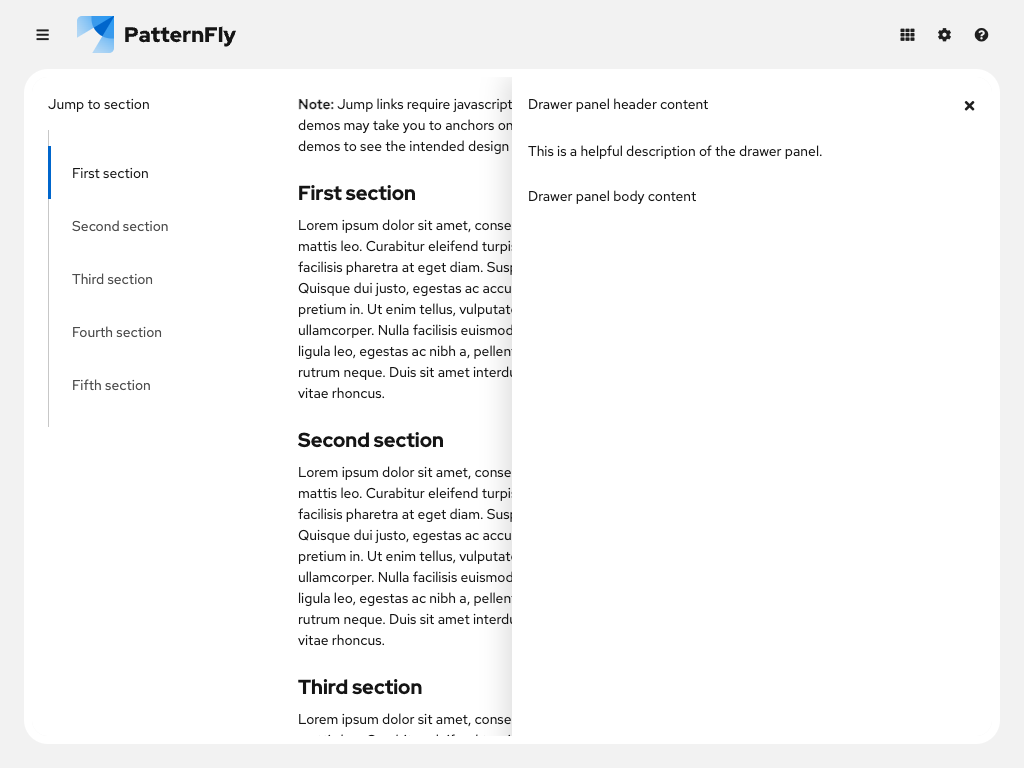 PatternFly
Jump to section
First section
Second section
Third section
Fourth section
Fifth section
Note: Jump links require javascript
demos may take you to anchors on
demos to see the intended design
First section
Lorem ipsum dolor sit amet, conse
mattis leo. Curabitur eleifend turpi
facilisis pharetra at eget diam. Susp
Quisque dui justo, egestas ac accu
pretium in. Ut enim tellus, vulputat
ullamcorper. Nulla facilisis euismod
ligula leo, egestas ac nibh a, pellen
rutrum neque. Duis sit amet interdu
vitae rhoncus.
Second section
Lorem ipsum dolor sit amet, conse
mattis leo. Curabitur eleifend turpi
facilisis pharetra at eget diam. Susp
Quisque dui justo, egestas ac accu
pretium in. Ut enim tellus, vulputat
ullamcorper. Nulla facilisis euismod
ligula leo, egestas ac nibh a, pellen
rutrum neque. Duis sit amet interdu
vitae rhoncus.
Third section
Lorem ipsum dolor sit amet, conse
Drawer panel header content
This is a helpful description of the drawer panel.
Drawer panel body content